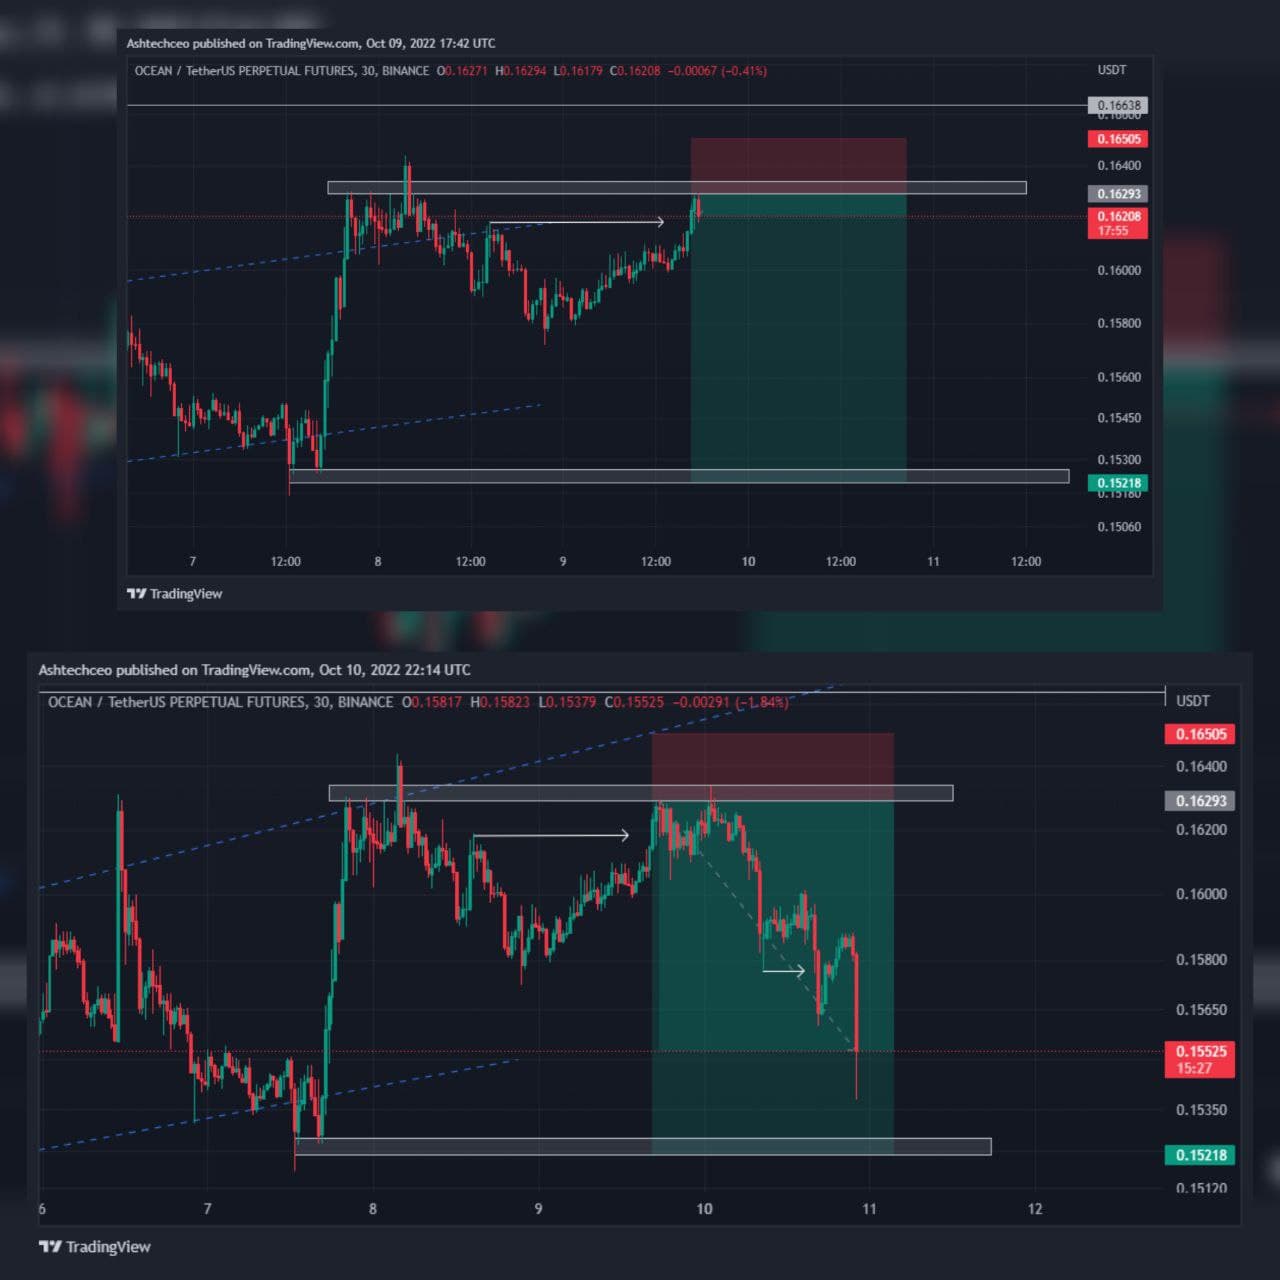 Ashtechceo published on TradingView.com, Oct 09, 2022 17:42 UTC
OCEAN / TetherUS PERPETUAL FUTURES, 30, BINANCE O0.16271 H0.16294 L0.16179 C0.16208 −0.00067 (−0.41%)
USDT
0.16638
0.16600
0.16505
0.16400
0.16293
0.16208
17:55
0.16000
0.15800
0.15600
0.15450
0.15300
0.15218
0.15180
0.15060
7 12:00 8 12:00 9 12:00 10 12:00 11 12:00
TradingView
Ashtechceo published on TradingView.com, Oct 10, 2022 22:14 UTC
OCEAN / TetherUS PERPETUAL FUTURES, 30, BINANCE O0.15817 H0.15823 L0.15379 C0.15525 −0.00291 (−1.84%)
USDT
0.16505
0.16400
0.16293
0.16200
0.16000
0.15800
0.15650
0.15525
15:27
0.15350
0.15218
0.15120
6 7 8 9 10 11 12
TradingView